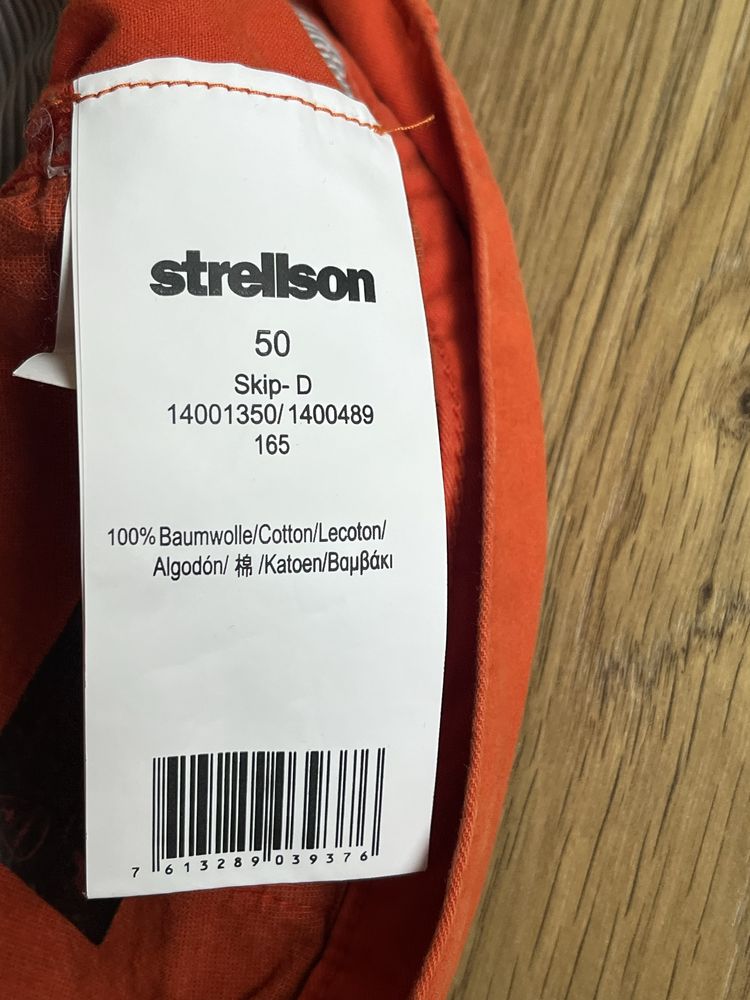 strellson
50
Skip- D
14001350/1400489
165
100% Baumwolle/Cotton/Lecoton/
Algodón/ 棉 /Katoen/Βαμβάκι
7 613289 039376